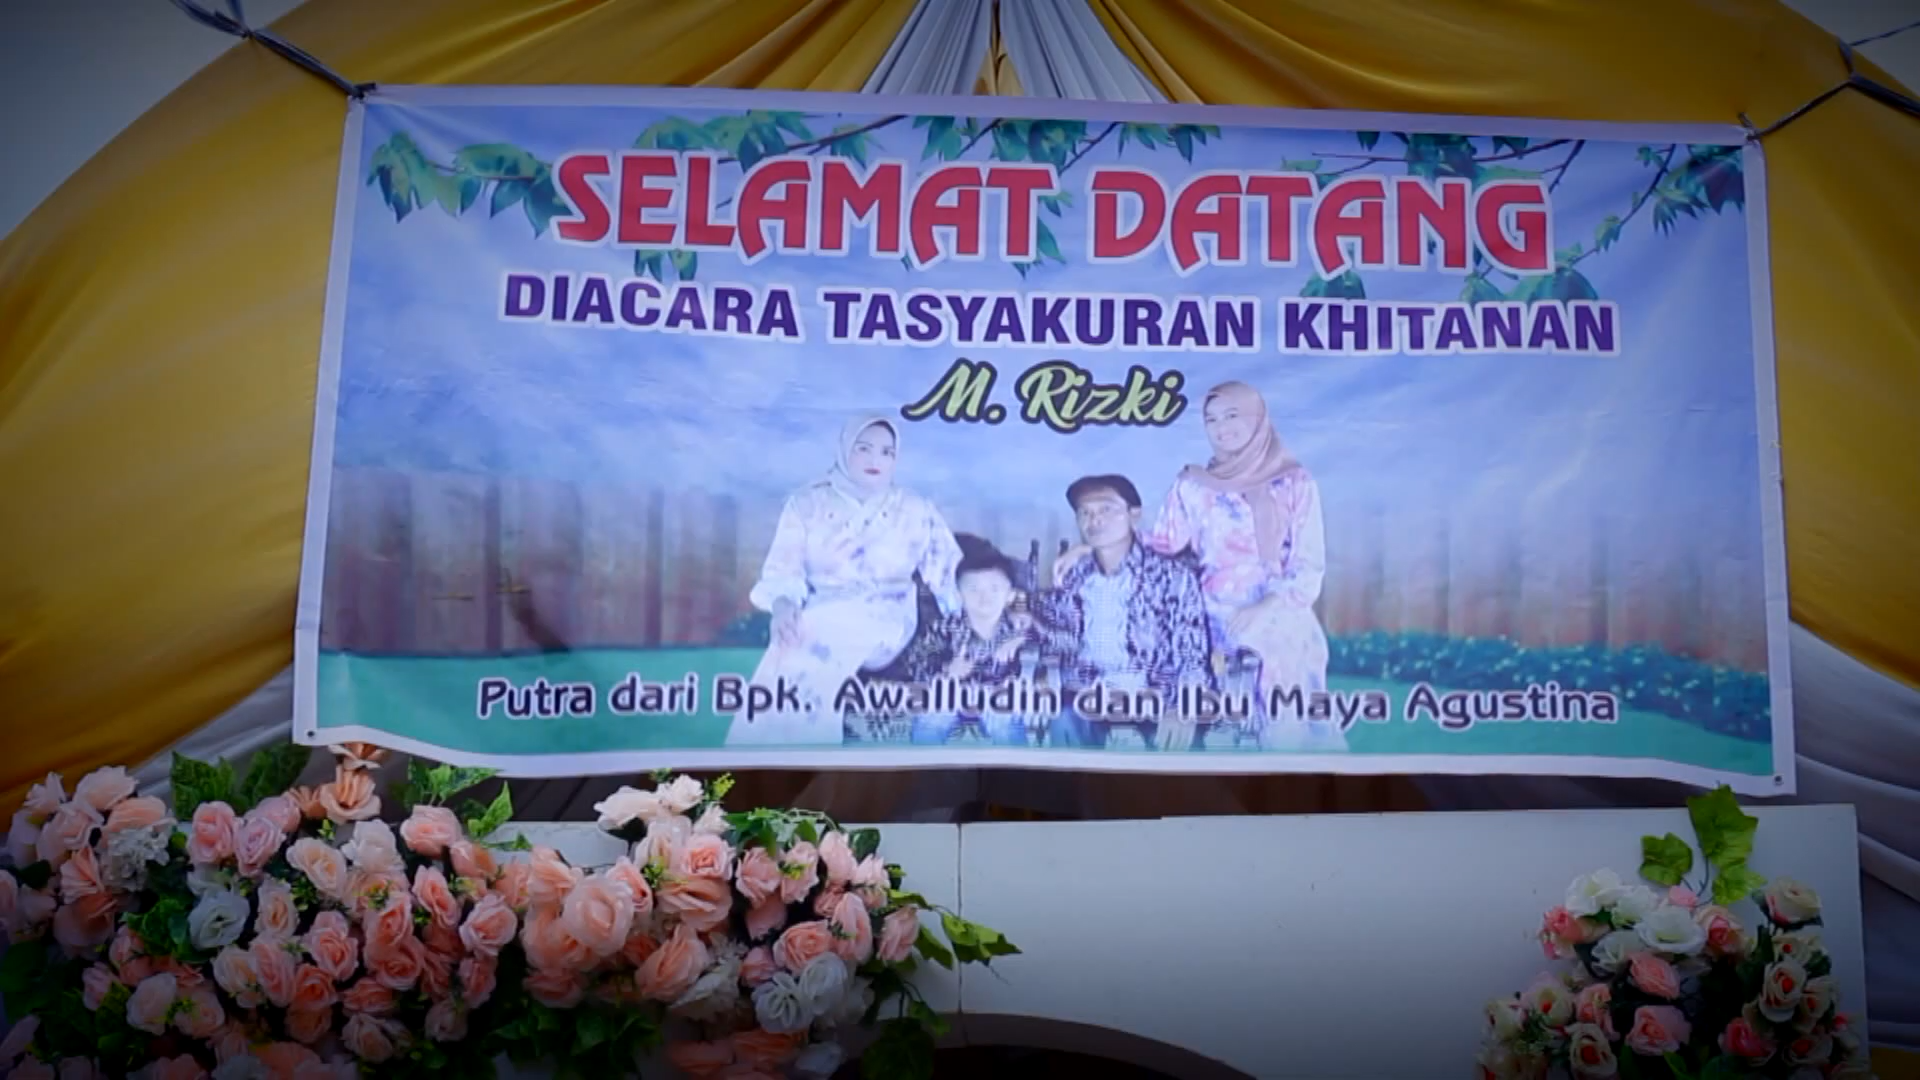 SELAMAT DATANG
DIACARA TASYAKURAN KHITANAN
M. Rizki
Putra dari Bpk. Awalludin dan Ibu Maya Agustina